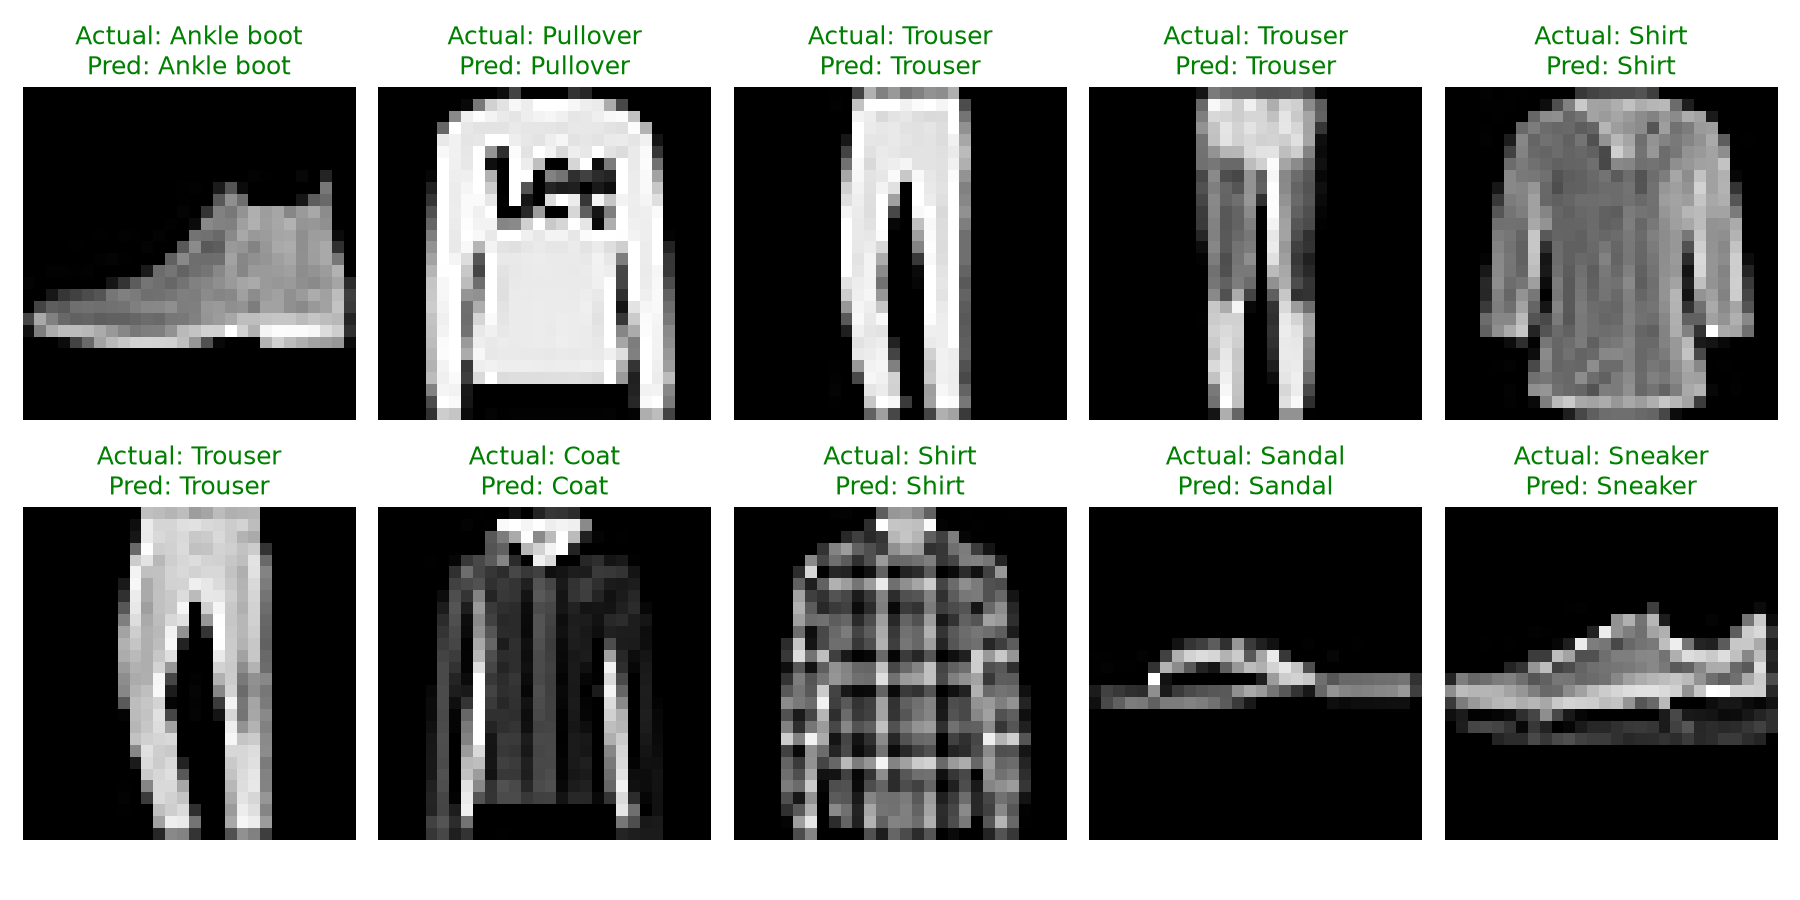 Actual: Ankle boot
Pred: Ankle boot
Actual: Pullover
Pred: Pullover
Actual: Trouser
Pred: Trouser
Actual: Trouser
Pred: Trouser
Actual: Shirt
Pred: Shirt
Actual: Trouser
Pred: Trouser
Actual: Coat
Pred: Coat
Actual: Shirt
Pred: Shirt
Actual: Sandal
Pred: Sandal
Actual: Sneaker
Pred: Sneaker